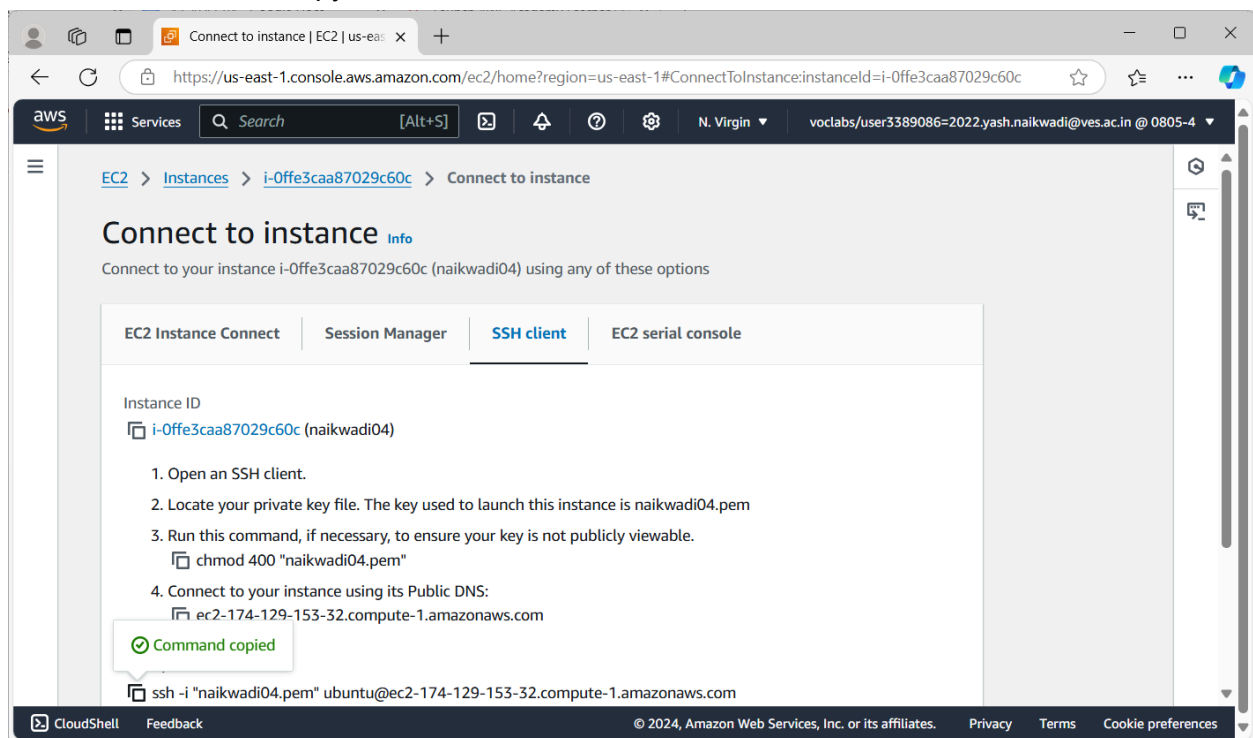 Connect to instance | EC2 | us-eas
https://us-east-1.console.aws.amazon.com/ec2/home?region=us-east-1#ConnectToInstance:instanceId=i-0ffe3caa87029c60c
aws Services Search [Alt+S] N. Virgin ▼ voclabs/user3389086=2022.yash.naikwadi@ves.ac.in @ 0805-4 ▼
EC2 > Instances > i-0ffe3caa87029c60c > Connect to instance
Connect to instance Info
Connect to your instance i-0ffe3caa87029c60c (naikwadi04) using any of these options
EC2 Instance Connect Session Manager SSH client EC2 serial console
Instance ID
i-0ffe3caa87029c60c (naikwadi04)
1. Open an SSH client.
2. Locate your private key file. The key used to launch this instance is naikwadi04.pem
3. Run this command, if necessary, to ensure your key is not publicly viewable.
chmod 400 "naikwadi04.pem"
4. Connect to your instance using its Public DNS:
ec2-174-129-153-32.compute-1.amazonaws.com
Command copied
ssh -i "naikwadi04.pem" ubuntu@ec2-174-129-153-32.compute-1.amazonaws.com
CloudShell Feedback © 2024, Amazon Web Services, Inc. or its affiliates. Privacy Terms Cookie preferences